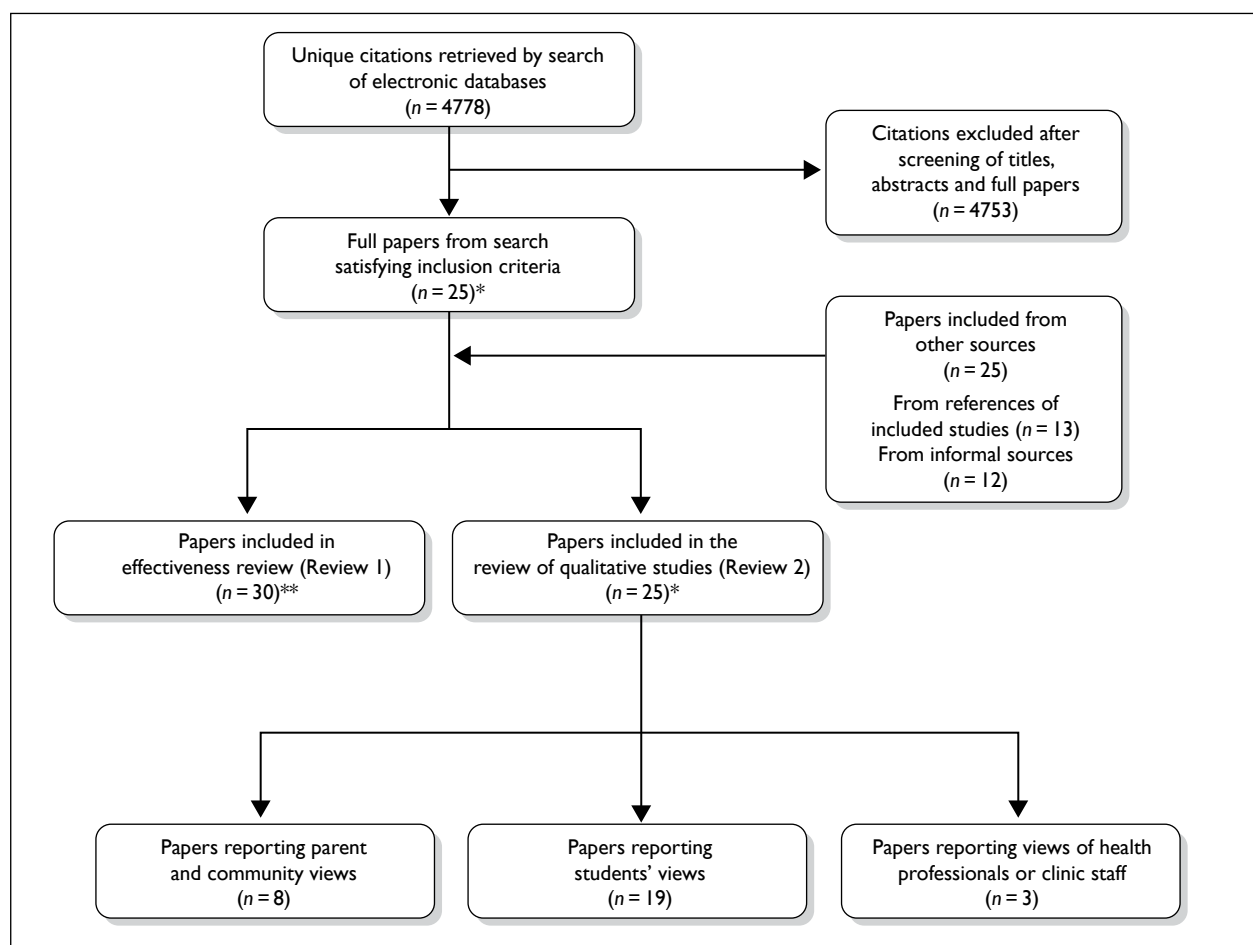 Unique citations retrieved by search
of electronic databases
(n = 4778)
Citations excluded after
screening of titles,
abstracts and full papers
(n = 4753)
Full papers from search
satisfying inclusion criteria
(n = 25)*
Papers included from
other sources
(n = 25)
From references of
included studies (n = 13)
From informal sources
(n = 12)
Papers included in
effectiveness review (Review 1)
(n = 30)**
Papers included in the
review of qualitative studies (Review 2)
(n = 25)*
Papers reporting parent
and community views
(n = 8)
Papers reporting
students’ views
(n = 19)
Papers reporting views of health
professionals or clinic staff
(n = 3)